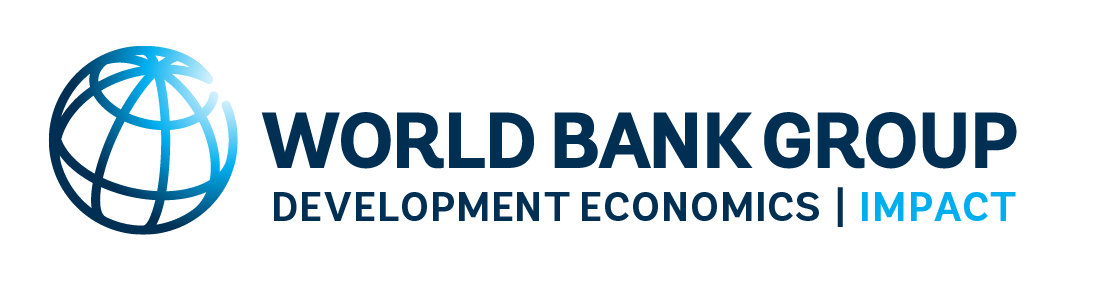 WORLD BANK GROUP
DEVELOPMENT ECONOMICS | IMPACT